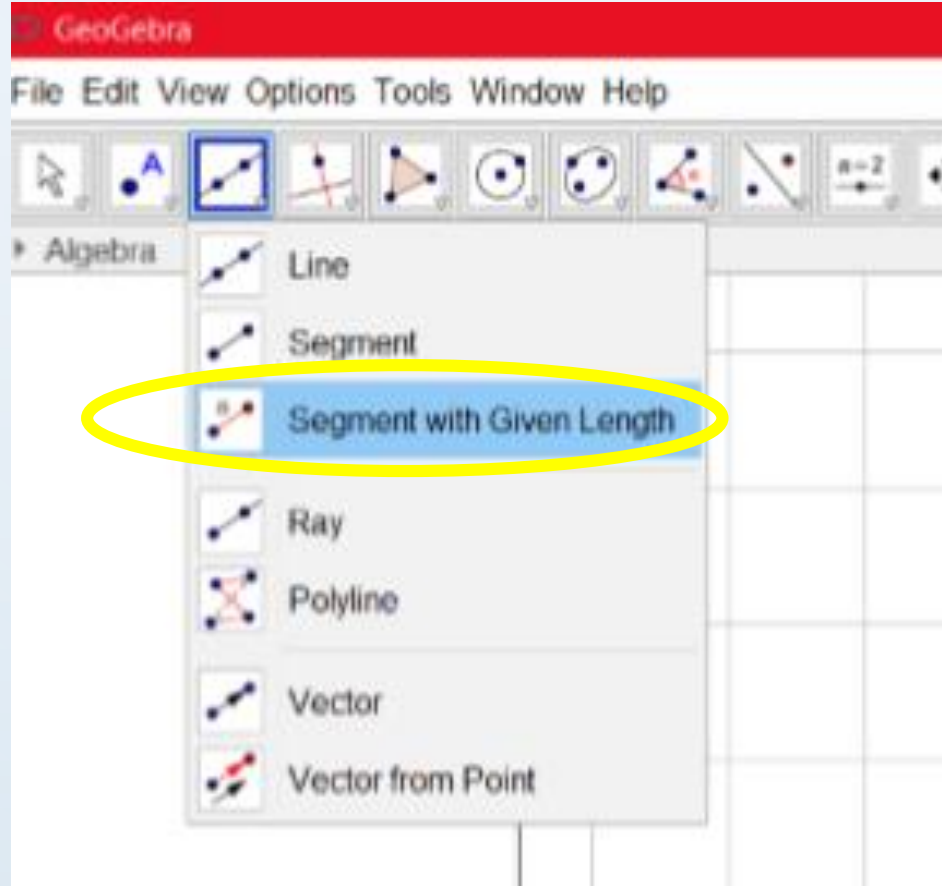 GeoGebra
File Edit View Options Tools Window Help
A
a=2
Algebra
Line
Segment
Segment with Given Length
Ray
Polyline
Vector
Vector from Point